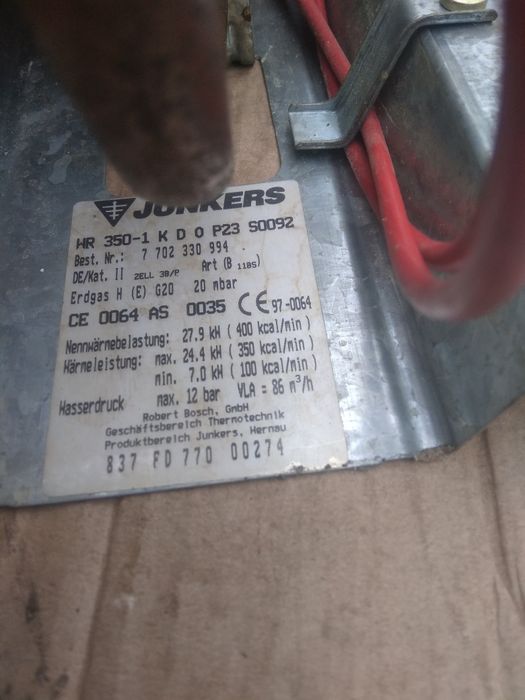 JUNKERS
WR 350-1 K D O P23 S0092
Best. Nr.: 7 702 330 994
DE/Kat. II 2ELL 3B/P Art (B 11BS)
Erdgas H (E) G20 20 mbar
CE 0064 AS 0035 CE 97-0064
Nennwärmebelastung: 27.9 kW (400 kcal/min)
Wärmeleistung: max. 24.4 kW (350 kcal/min)
min. 7.0 kW (100 kcal/min)
Wasserdruck max. 12 bar VLA = 86 m³/h
Robert Bosch, GmbH
Geschäftsbereich Thermotechnik
Produktbereich Junkers, Wernau
837 FD 770 00274